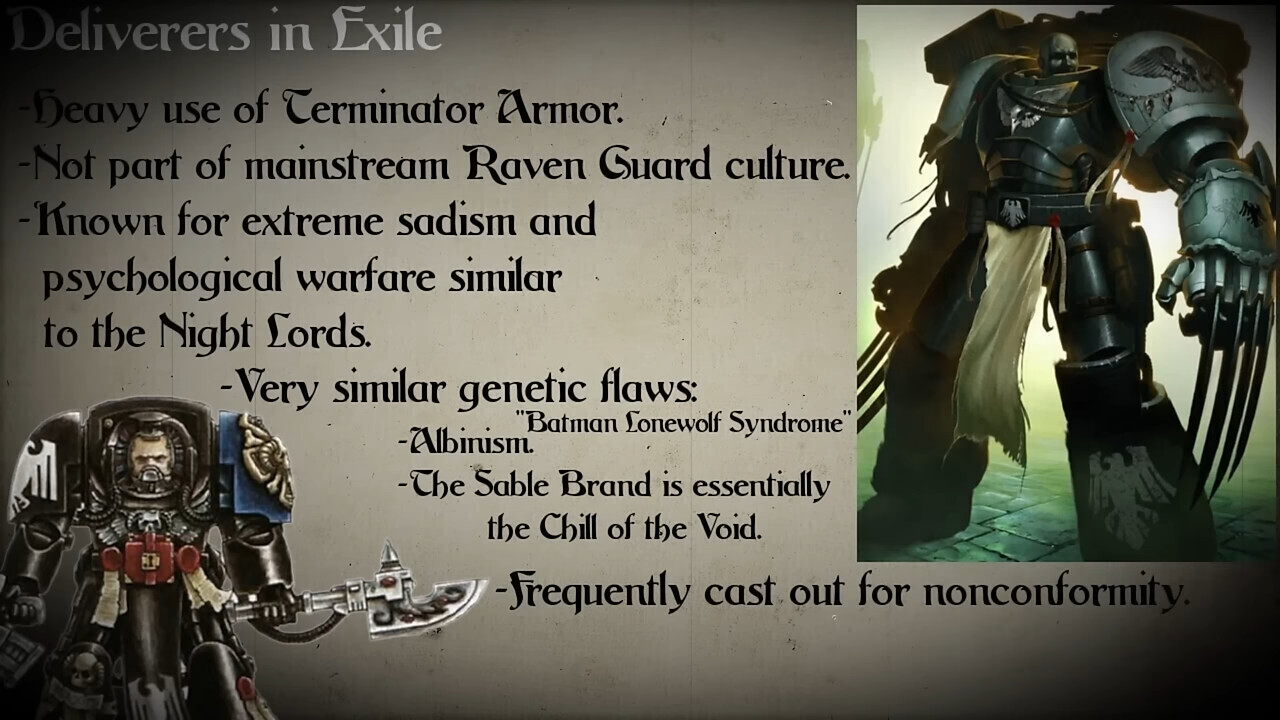 Deliverers in Exile
-Heavy use of Terminator Armor.
-Not part of mainstream Raven Guard culture.
-Known for extreme sadism and
psychological warfare similar
to the Night Lords.
-Very similar genetic flaws:
"Batman Lonewolf Syndrome"
-Albinism.
-The Sable Brand is essentially
the Chill of the Void.
-Frequently cast out for nonconformity.